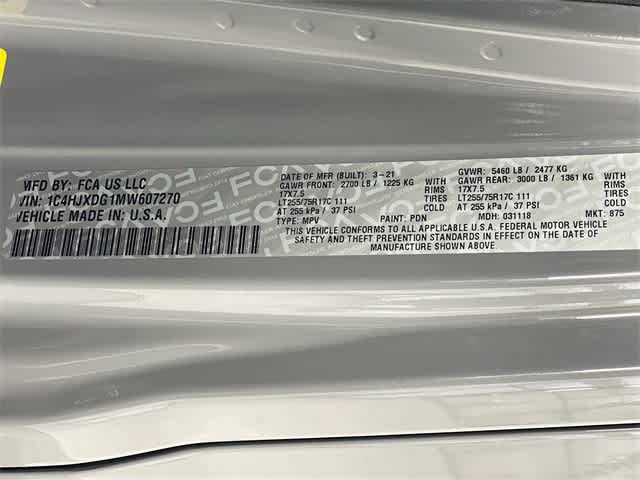 MFD BY: FCA US LLC
VIN: 1C4HJXDG1MW607270
VEHICLE MADE IN U.S.A.
DATE OF MFR (BUILT): 3-21
GAWR FRONT: 2700 LB / 1225 KG WITH
17X7.5 RIMS
LT255/75R17C 111 TIRES
AT 255 kPa / 37 PSI COLD
TYPE: MPV PAINT: PDN
GVWR: 5460 LB / 2477 KG
GAWR REAR: 3000 LB / 1361 KG WITH
17X7.5 RIMS
LT255/75R17C 111 TIRES
AT 255 kPa / 37 PSI COLD
MDH: 031118 MKT: 875
THIS VEHICLE CONFORMS TO ALL APPLICABLE U.S.A. FEDERAL MOTOR VEHICLE
SAFETY AND THEFT PREVENTION STANDARDS IN EFFECT ON THE DATE OF
MANUFACTURE SHOWN ABOVE.